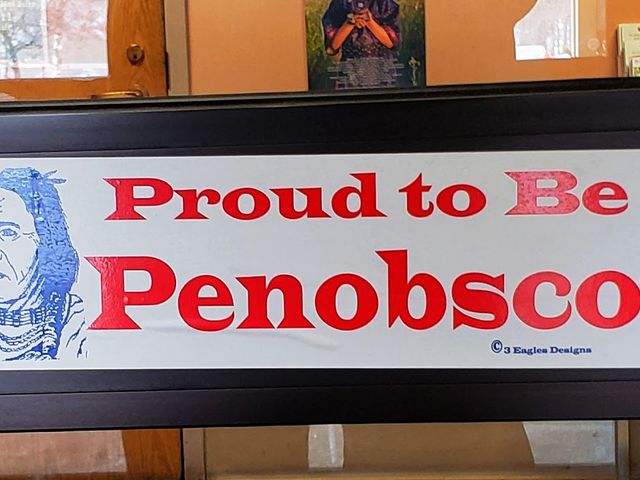 Proud to Be
Penobsco
© 3 Eagles Designs